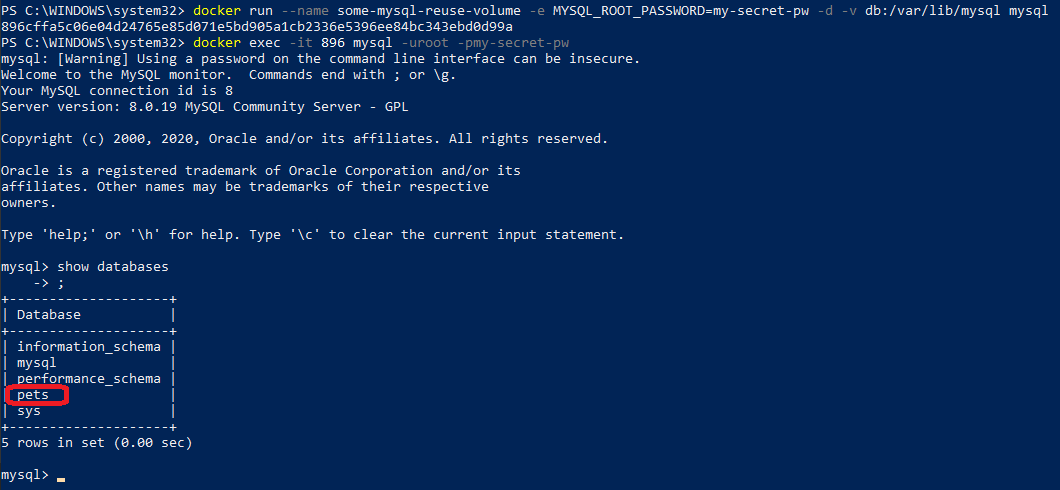 PS C:\WINDOWS\system32> docker run --name some-mysql-reuse-volume -e MYSQL_ROOT_PASSWORD=my-secret-pw -d -v db:/var/lib/mysql mysql
896cffa5c06e04d24765e85d071e5bd905a1cb2336e5396ee84bc343ebd0d99a
PS C:\WINDOWS\system32> docker exec -it 896 mysql -uroot -pmy-secret-pw
mysql: [Warning] Using a password on the command line interface can be insecure.
Welcome to the MySQL monitor.  Commands end with ; or \g.
Your MySQL connection id is 8
Server version: 8.0.19 MySQL Community Server - GPL

Copyright (c) 2000, 2020, Oracle and/or its affiliates. All rights reserved.

Oracle is a registered trademark of Oracle Corporation and/or its
affiliates. Other names may be trademarks of their respective
owners.

Type 'help;' or '\h' for help. Type '\c' to clear the current input statement.

mysql> show databases
    -> ;
+--------------------+
| Database           |
+--------------------+
| information_schema |
| mysql              |
| performance_schema |
| pets               |
| sys                |
+--------------------+
5 rows in set (0.00 sec)

mysql> _